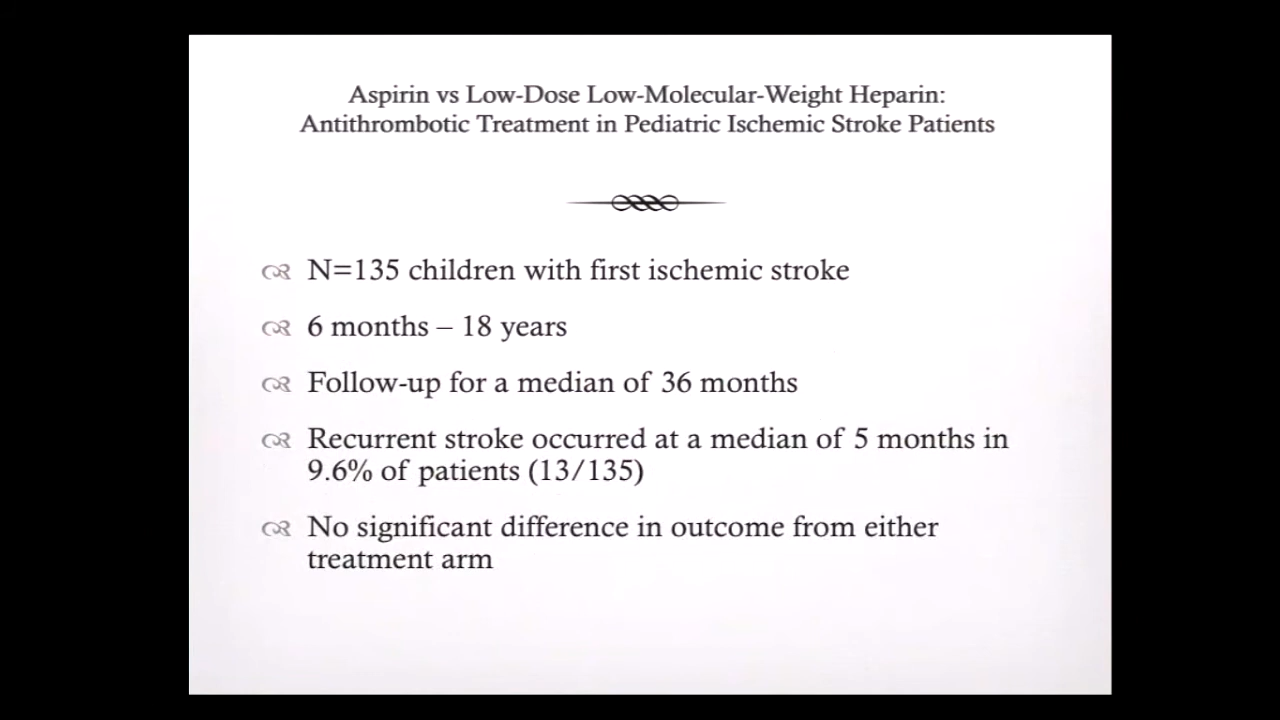 Aspirin vs Low-Dose Low-Molecular-Weight Heparin:
Antithrombotic Treatment in Pediatric Ischemic Stroke Patients
N=135 children with first ischemic stroke
6 months – 18 years
Follow-up for a median of 36 months
Recurrent stroke occurred at a median of 5 months in
9.6% of patients (13/135)
No significant difference in outcome from either
treatment arm